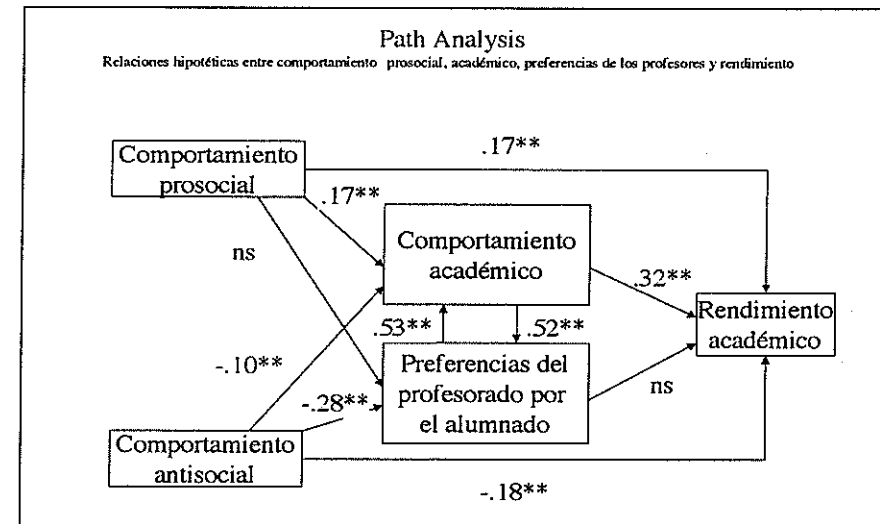 Path Analysis
Relaciones hipotéticas entre comportamiento prosocial, académico, preferencias de los profesores y rendimiento
Comportamiento
prosocial
.17**
.17**
ns
Comportamiento
académico
.32**
Rendimiento
académico
.53**
.52**
-.10**
Preferencias del
profesorado por
el alumnado
ns
-.28**
Comportamiento
antisocial
-.18**